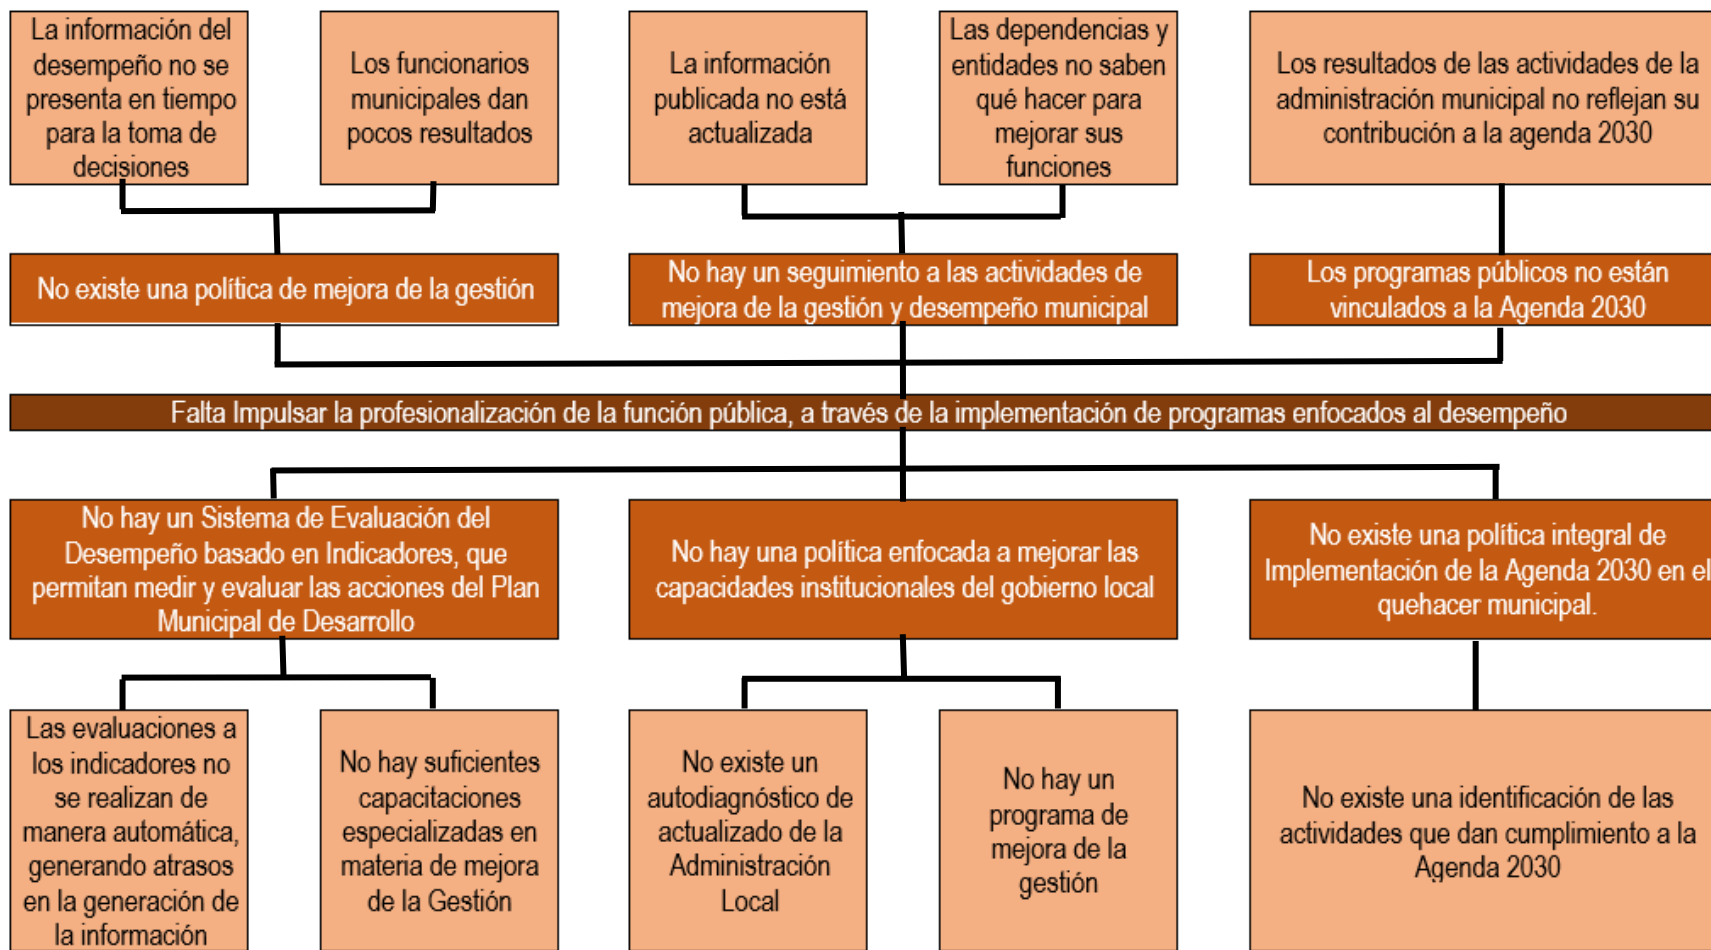 La información del
desempeño no se
presenta en tiempo
para la toma de
decisiones
Los funcionarios
municipales dan
pocos resultados
La información
publicada no está
actualizada
Las dependencias y
entidades no saben
qué hacer para
mejorar sus
funciones
Los resultados de las actividades de la
administración municipal no reflejan su
contribución a la agenda 2030
No existe una política de mejora de la gestión
No hay un seguimiento a las actividades de
mejora de la gestión y desempeño municipal
Los programas públicos no están
vinculados a la Agenda 2030
Falta Impulsar la profesionalización de la función pública, a través de la implementación de programas enfocados al desempeño
No hay un Sistema de Evaluación del
Desempeño basado en Indicadores, que
permitan medir y evaluar las acciones del Plan
Municipal de Desarrollo
No hay una política enfocada a mejorar las
capacidades institucionales del gobierno local
No existe una política integral de
Implementación de la Agenda 2030 en el
quehacer municipal.
Las evaluaciones a
los indicadores no
se realizan de
manera automática,
generando atrasos
en la generación de
la información
No hay suficientes
capacitaciones
especializadas en
materia de mejora
de la Gestión
No existe un
autodiagnóstico de
actualizado de la
Administración
Local
No hay un
programa de
mejora de la
gestión
No existe una identificación de las
actividades que dan cumplimiento a la
Agenda 2030